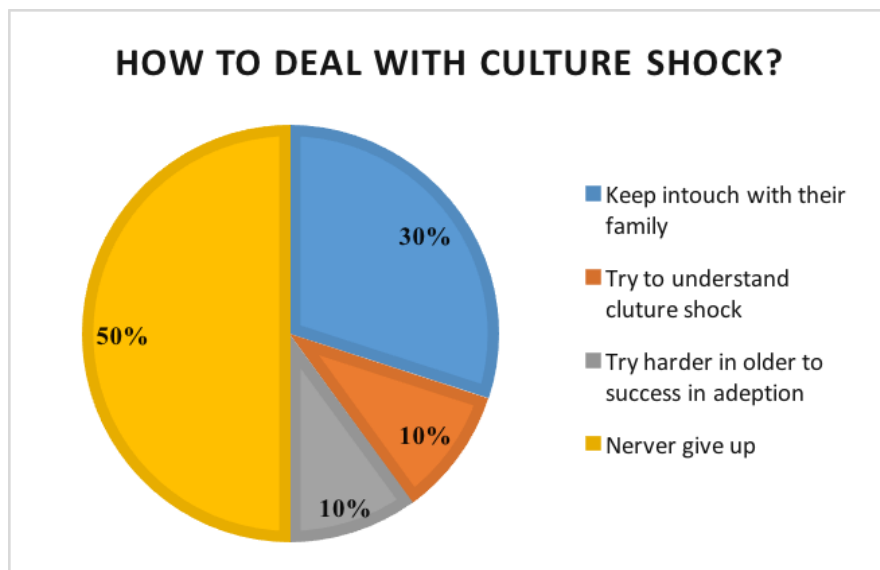 HOW TO DEAL WITH CULTURE SHOCK?
30%
10%
10%
50%
Keep intouch with their
family
Try to understand
cluture shock
Try harder in older to
success in adeption
Nerver give up